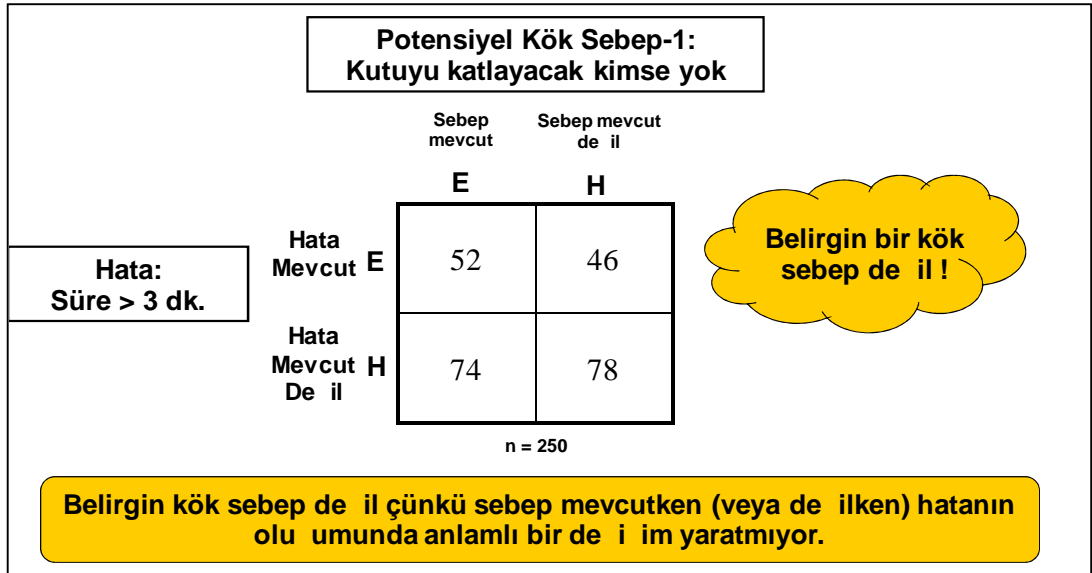 Potensiyel Kök Sebep-1:
Kutuyu katlayacak kimse yok
Sebep mevcut
Sebep mevcut de il
E
H
Hata:
Süre > 3 dk.
Hata
Mevcut E
52
46
Belirgin bir kök
sebep de il !
Hata
Mevcut H
De il
74
78
n = 250
Belirgin kök sebep de il çünkü sebep mevcutken (veya de ilken) hatanın
olu umunda anlamlı bir de i im yaratmıyor.